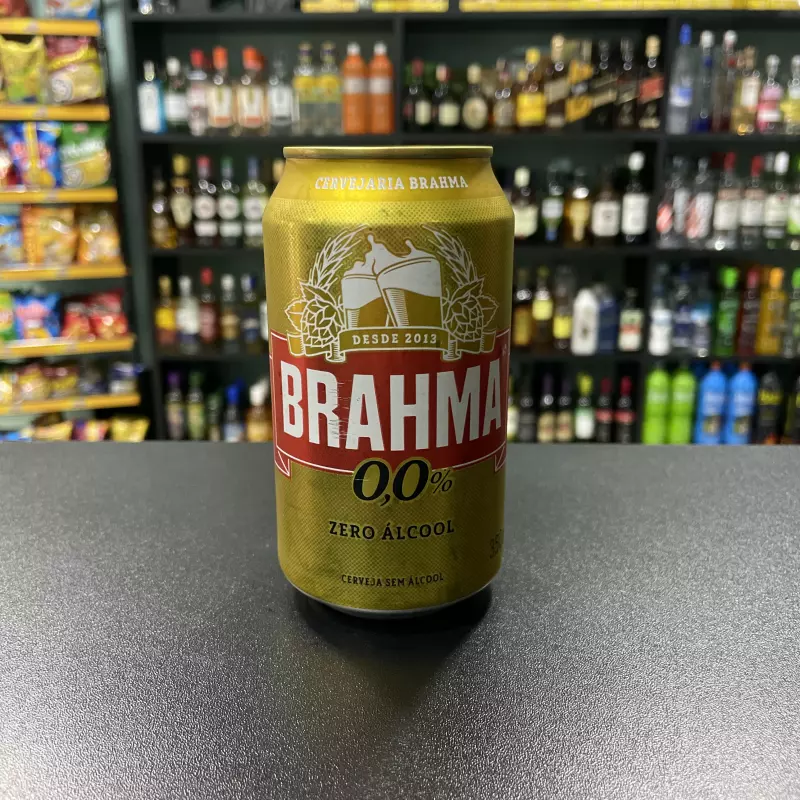 CERVEJARIA BRAHMA
DESDE 2013
BRAHMA
0,0%
ZERO ÁLCOOL
CERVEJA SEM ÁLCOOL